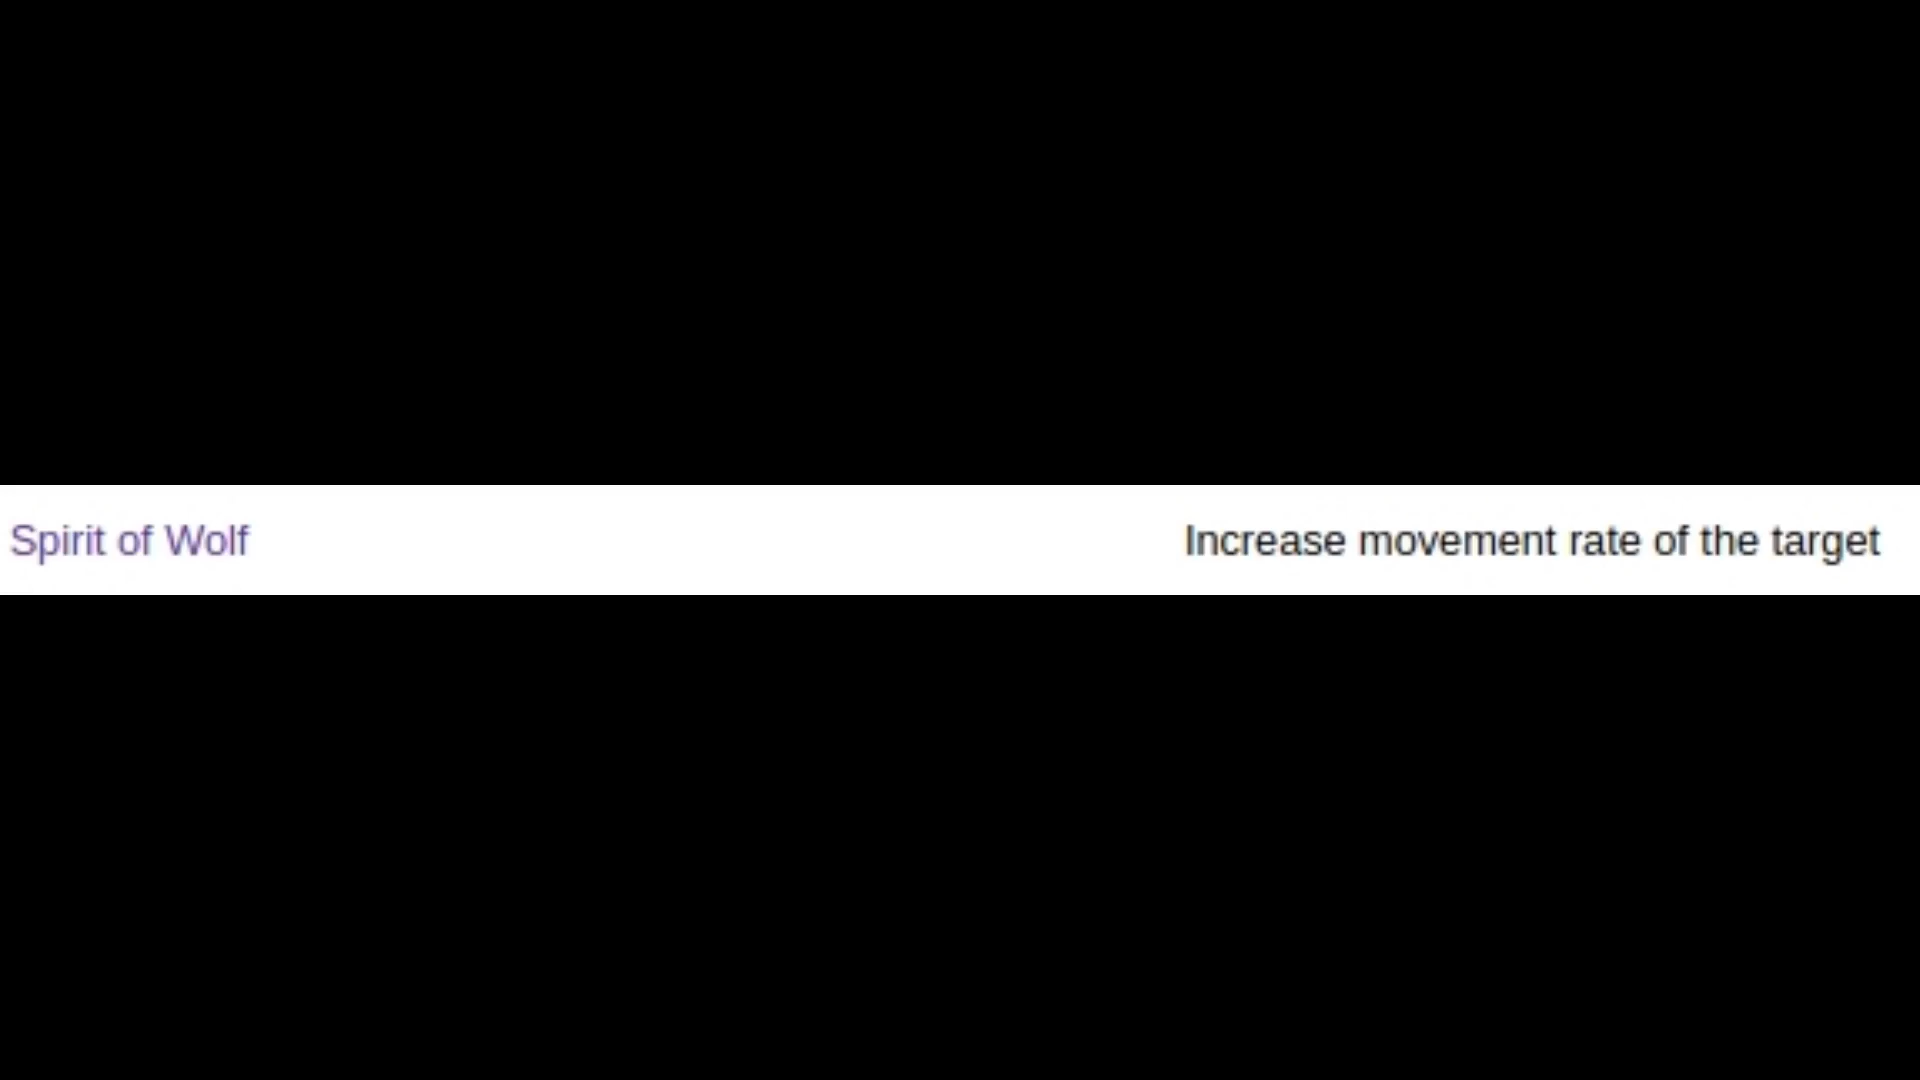 Spirit of Wolf Increase movement rate of the target